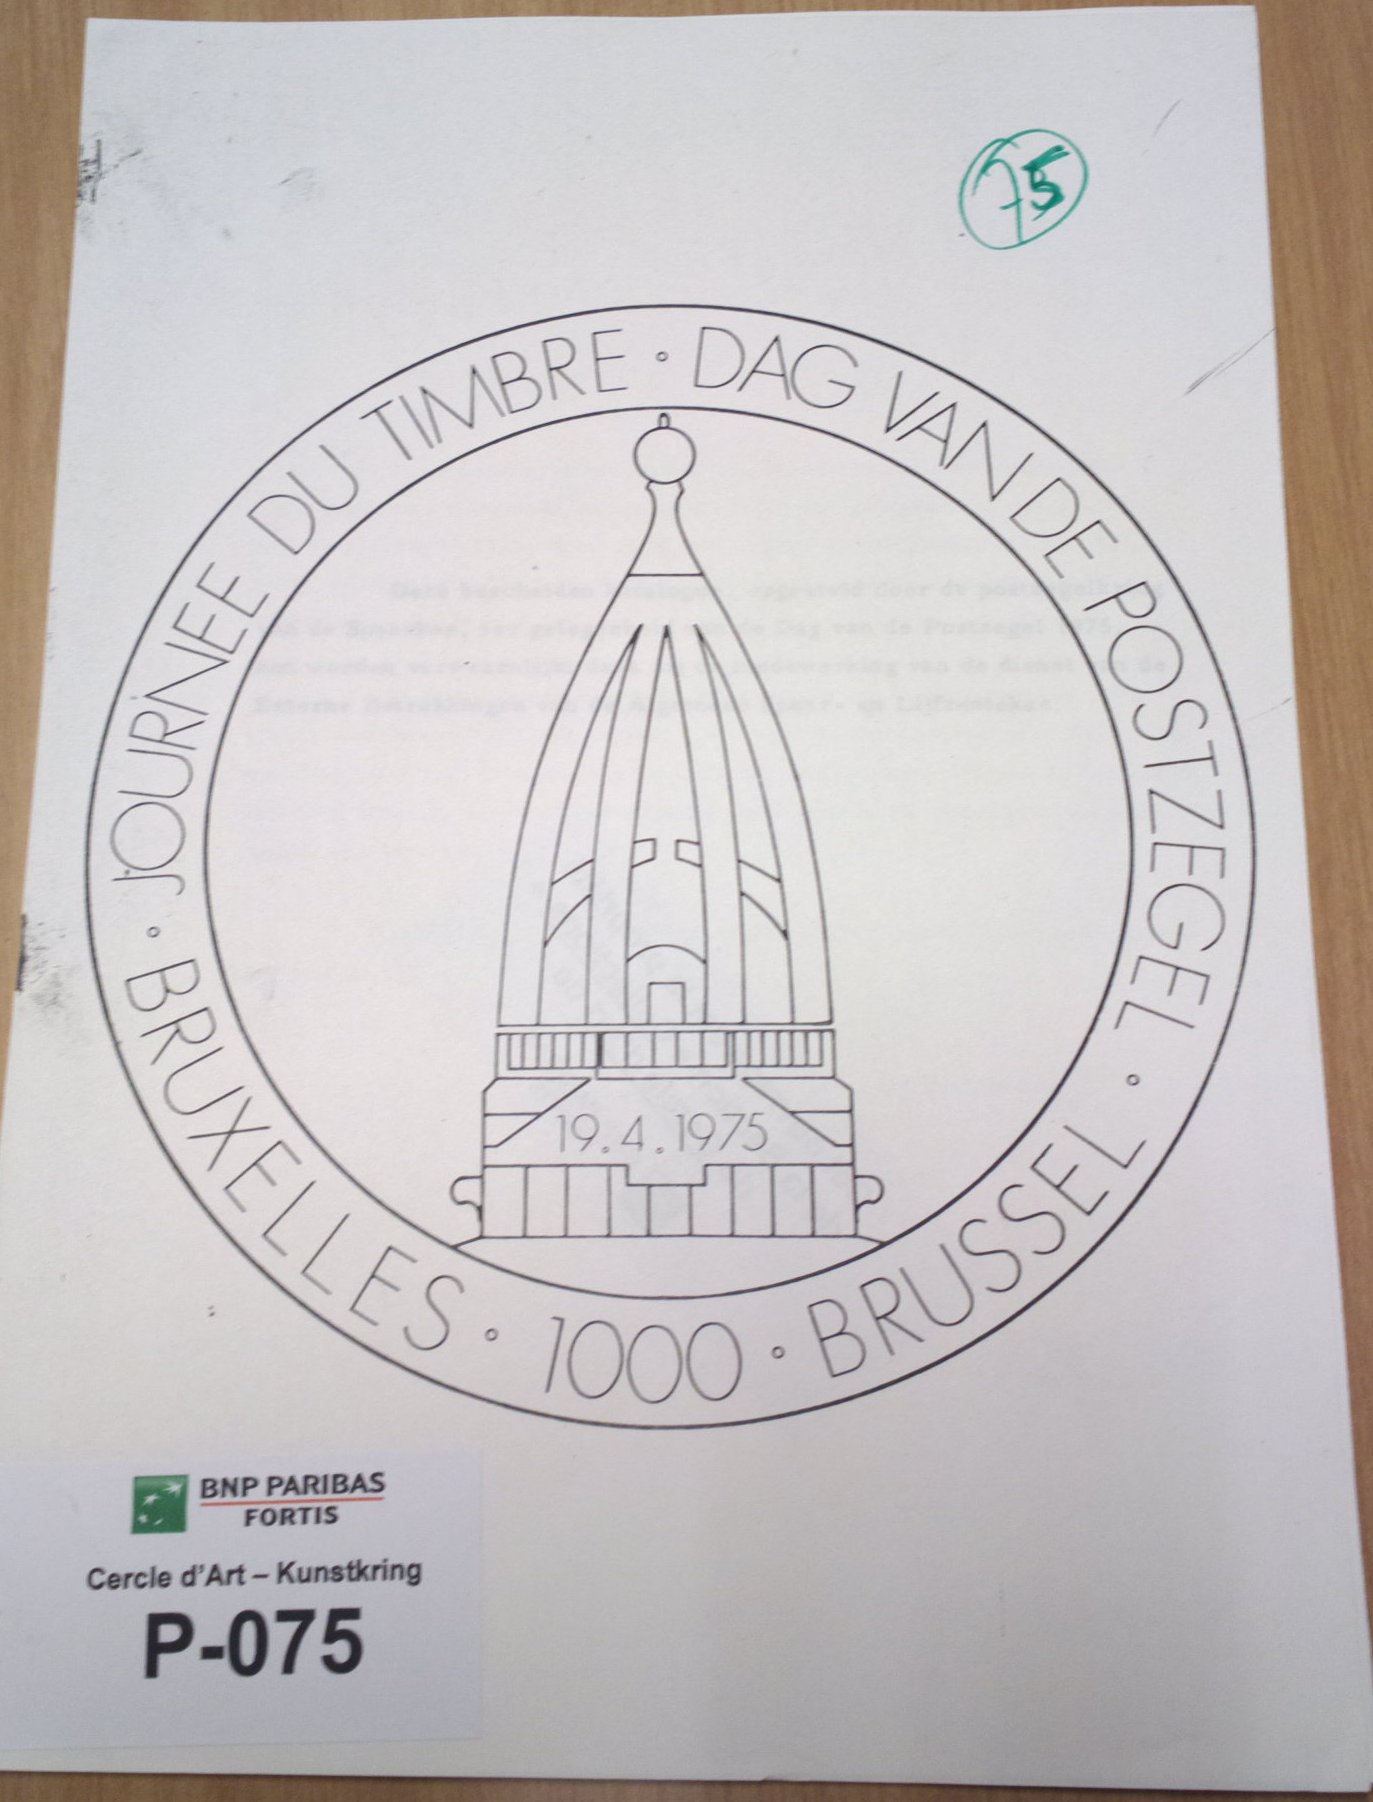 75
JOURNEE DU TIMBRE · DAG VAN DE POSTZEGEL ·
19.4.1975
· BRUXELLES · 1000 · BRUSSEL
BNP PARIBAS
FORTIS
Cercle d'Art – Kunstkring
P-075